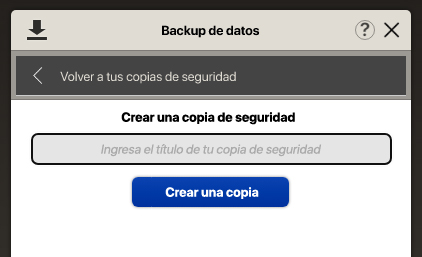 Backup de datos
?
Volver a tus copias de seguridad
Crear una copia de seguridad
Ingresa el título de tu copia de seguridad
Crear una copia